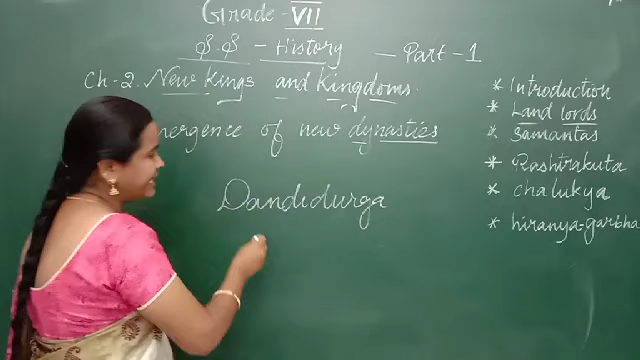 Grade - VII
S.S - History - Part - 1
Ch-2. New Kings and Kingdoms.
mergence of new dynasties
Dandidurga
* Introduction
* Land lords
* Samantas
* Rashtrakuta
* chalukya
* hiranya-garbha